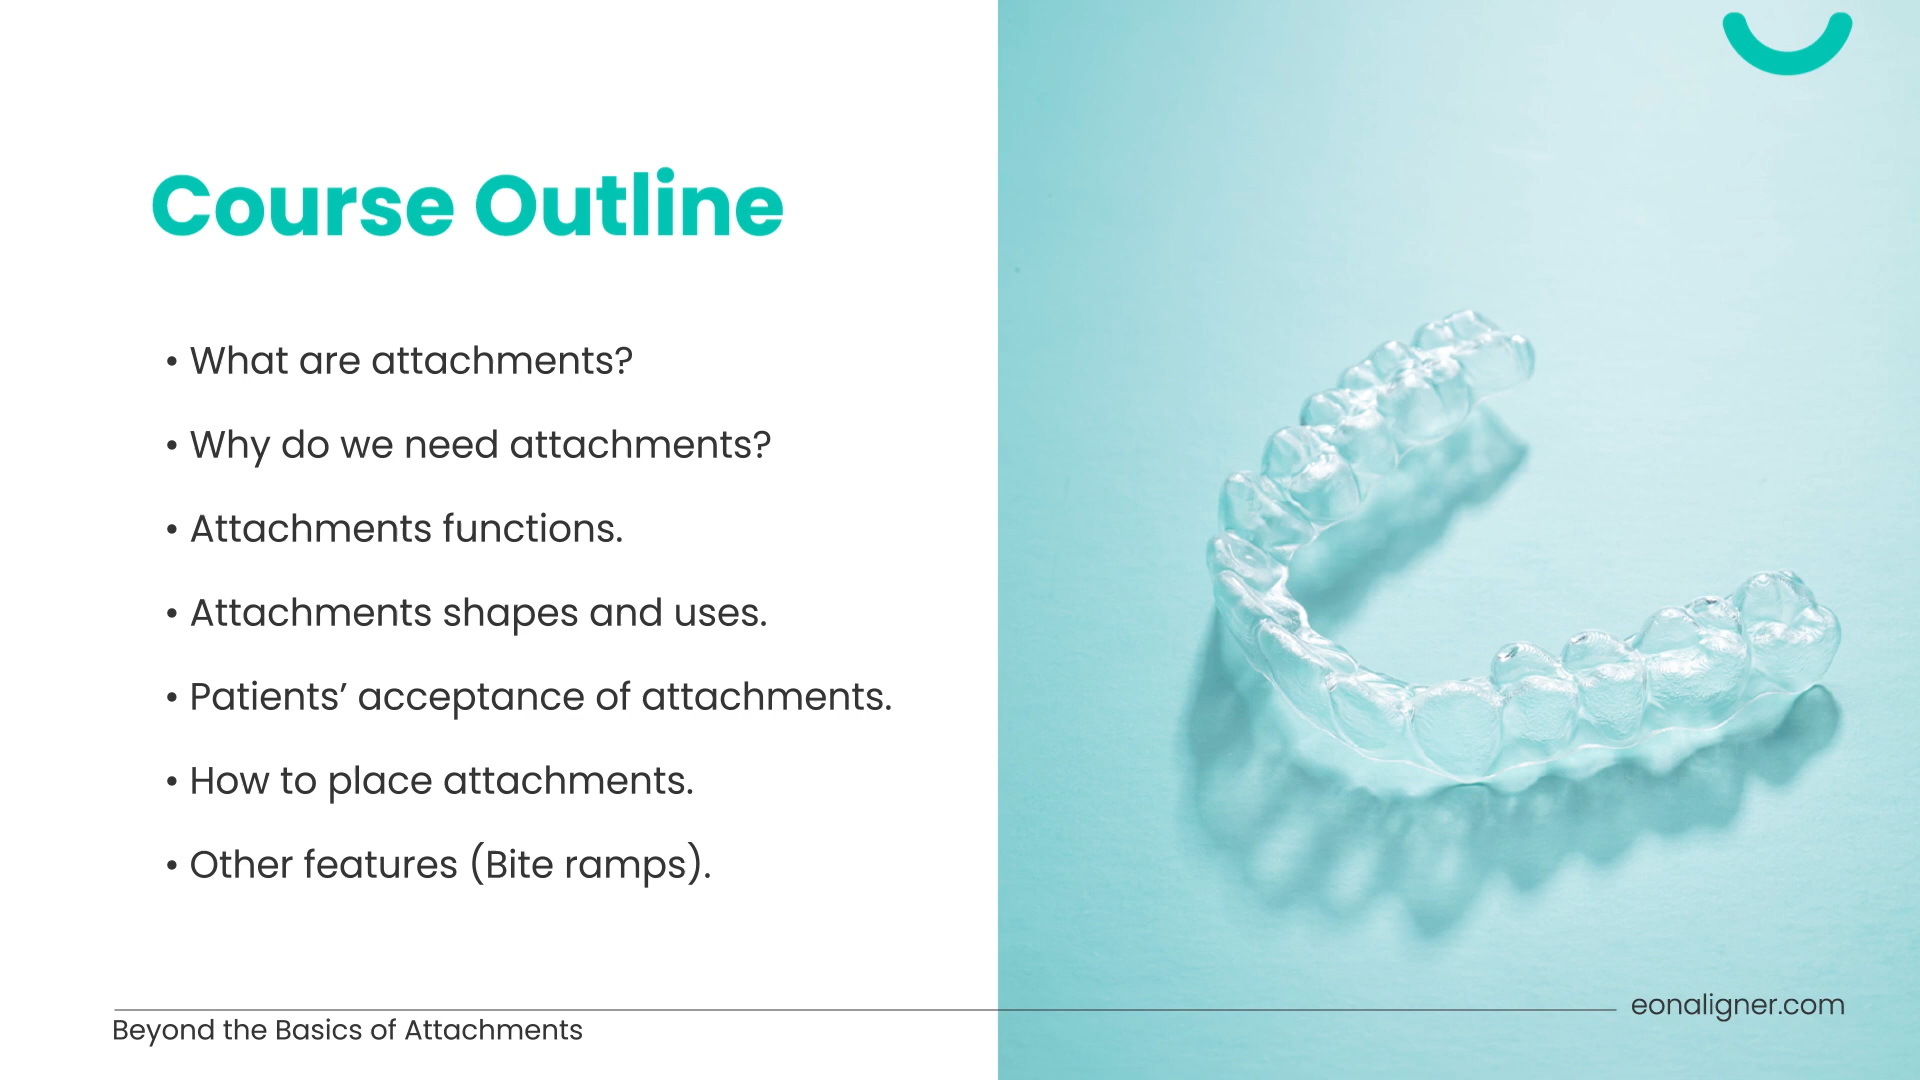 Course Outline
• What are attachments?
• Why do we need attachments?
• Attachments functions.
• Attachments shapes and uses.
• Patients’ acceptance of attachments.
• How to place attachments.
• Other features (Bite ramps).
eonaligner.com
Beyond the Basics of Attachments